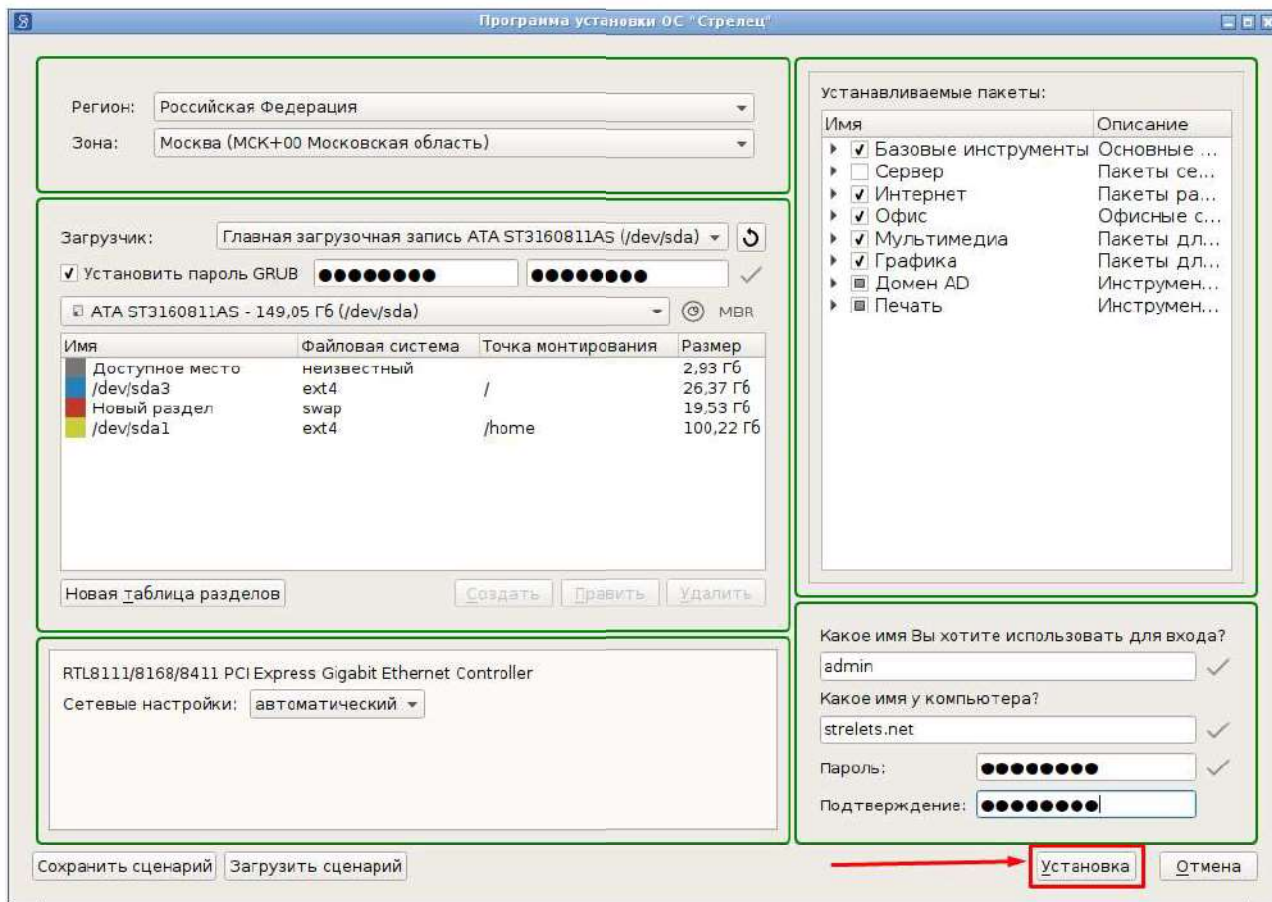 Программа установки ОС "Стрелец"
Регион: Российская Федерация
Зона: Москва (МСК+00 Московская область)
Загрузчик: Главная загрузочная запись ATA ST3160811AS (/dev/sda)
Установить пароль GRUB ●●●●●●●● ●●●●●●●●
ATA ST3160811AS - 149,05 Гб (/dev/sda) MBR
Имя Файловая система Точка монтирования Размер
Доступное место неизвестный 2,93 Гб
/dev/sda3 ext4 / 26,37 Гб
Новый раздел swap 19,53 Гб
/dev/sda1 ext4 /home 100,22 Гб
Новая таблица разделов Создать Править Удалить
RTL8111/8168/8411 PCI Express Gigabit Ethernet Controller
Сетевые настройки: автоматический
Устанавливаемые пакеты:
Имя Описание
Базовые инструменты Основные ...
Сервер Пакеты се...
Интернет Пакеты ра...
Офис Офисные с...
Мультимедиа Пакеты дл...
Графика Пакеты дл...
Домен AD Инструмен...
Печать Инструмен...
Какое имя Вы хотите использовать для входа?
admin
Какое имя у компьютера?
strelets.net
Пароль: ●●●●●●●●
Подтверждение: ●●●●●●●●
Сохранить сценарий Загрузить сценарий Установка Отмена